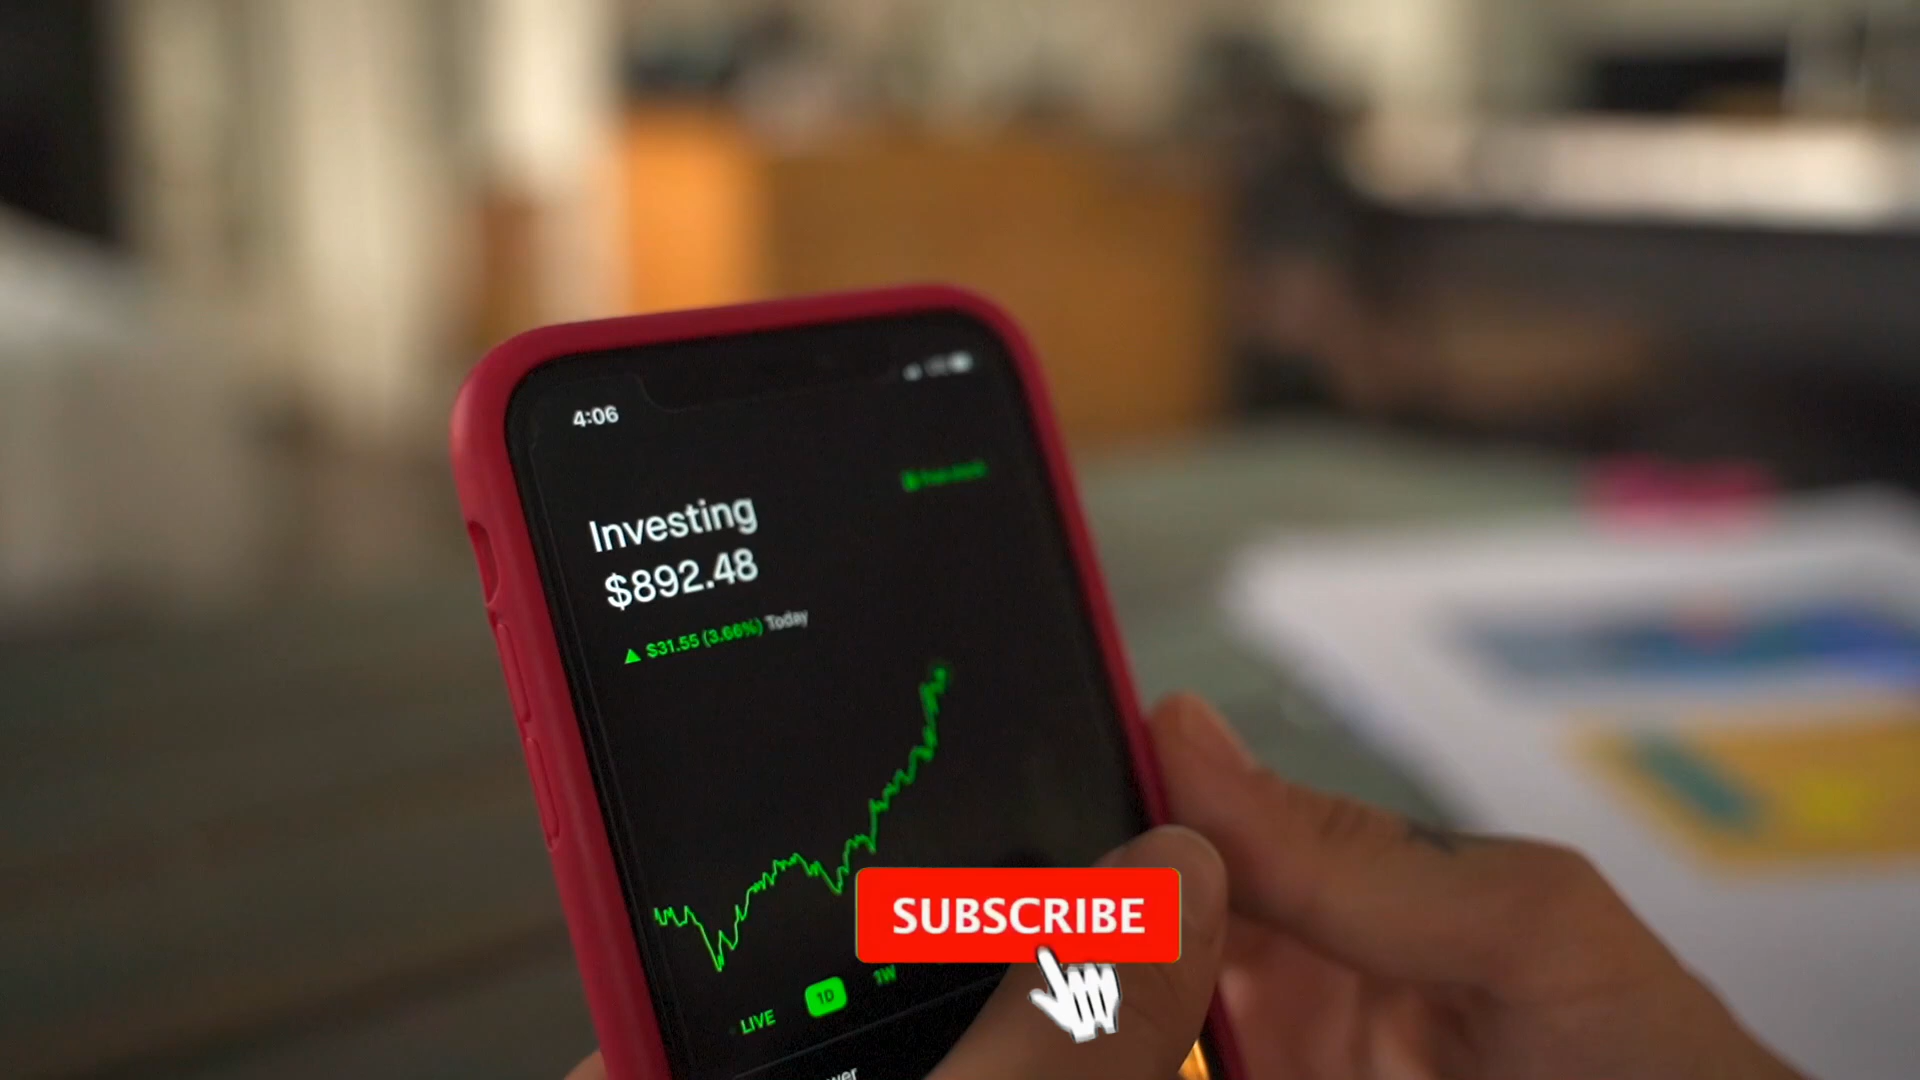 4:06
Investing
$892.48
▲ $31.55 (3.66%) Today
SUBSCRIBE
LIVE 1D 1W